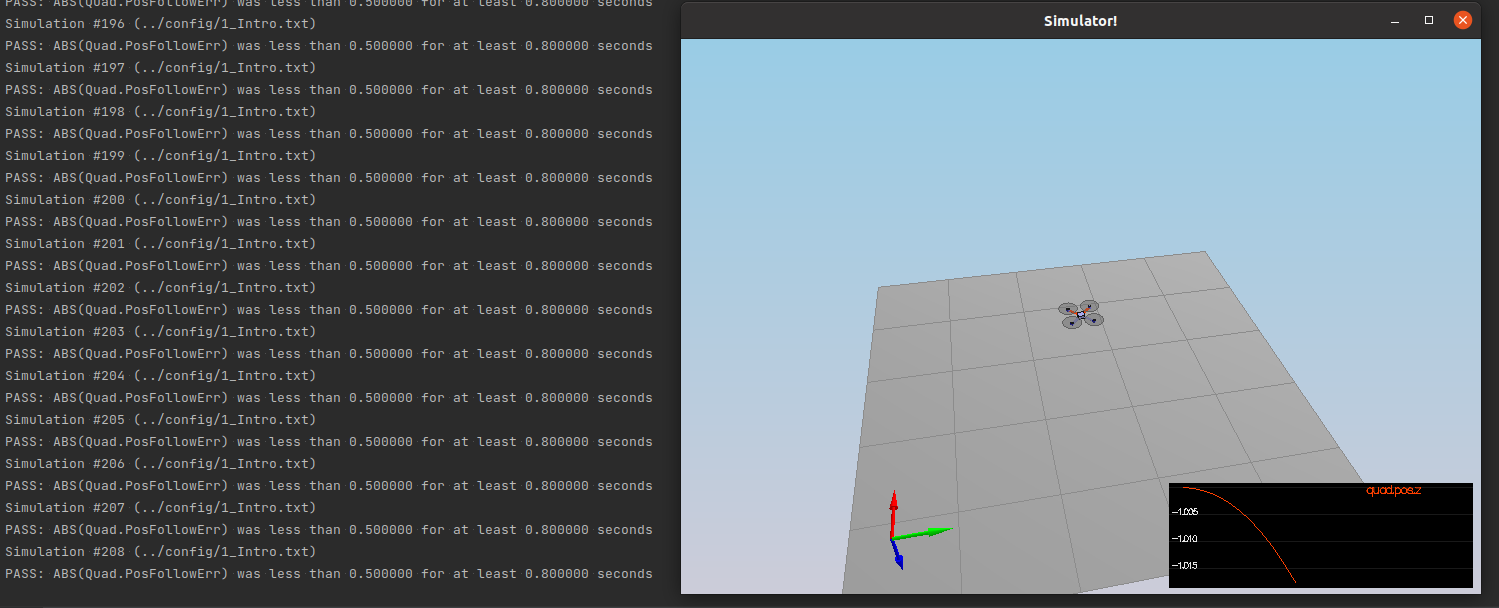 PASS: ABS(Quad.PosFollowErr) was less than 0.500000 for at least 0.800000 seconds
Simulation #196 (../config/1_Intro.txt)
PASS: ABS(Quad.PosFollowErr) was less than 0.500000 for at least 0.800000 seconds
Simulation #197 (../config/1_Intro.txt)
PASS: ABS(Quad.PosFollowErr) was less than 0.500000 for at least 0.800000 seconds
Simulation #198 (../config/1_Intro.txt)
PASS: ABS(Quad.PosFollowErr) was less than 0.500000 for at least 0.800000 seconds
Simulation #199 (../config/1_Intro.txt)
PASS: ABS(Quad.PosFollowErr) was less than 0.500000 for at least 0.800000 seconds
Simulation #200 (../config/1_Intro.txt)
PASS: ABS(Quad.PosFollowErr) was less than 0.500000 for at least 0.800000 seconds
Simulation #201 (../config/1_Intro.txt)
PASS: ABS(Quad.PosFollowErr) was less than 0.500000 for at least 0.800000 seconds
Simulation #202 (../config/1_Intro.txt)
PASS: ABS(Quad.PosFollowErr) was less than 0.500000 for at least 0.800000 seconds
Simulation #203 (../config/1_Intro.txt)
PASS: ABS(Quad.PosFollowErr) was less than 0.500000 for at least 0.800000 seconds
Simulation #204 (../config/1_Intro.txt)
PASS: ABS(Quad.PosFollowErr) was less than 0.500000 for at least 0.800000 seconds
Simulation #205 (../config/1_Intro.txt)
PASS: ABS(Quad.PosFollowErr) was less than 0.500000 for at least 0.800000 seconds
Simulation #206 (../config/1_Intro.txt)
PASS: ABS(Quad.PosFollowErr) was less than 0.500000 for at least 0.800000 seconds
Simulation #207 (../config/1_Intro.txt)
PASS: ABS(Quad.PosFollowErr) was less than 0.500000 for at least 0.800000 seconds
Simulation #208 (../config/1_Intro.txt)
PASS: ABS(Quad.PosFollowErr) was less than 0.500000 for at least 0.800000 seconds
Simulator!
quad.pos.z
-1.005
-1.010
-1.015